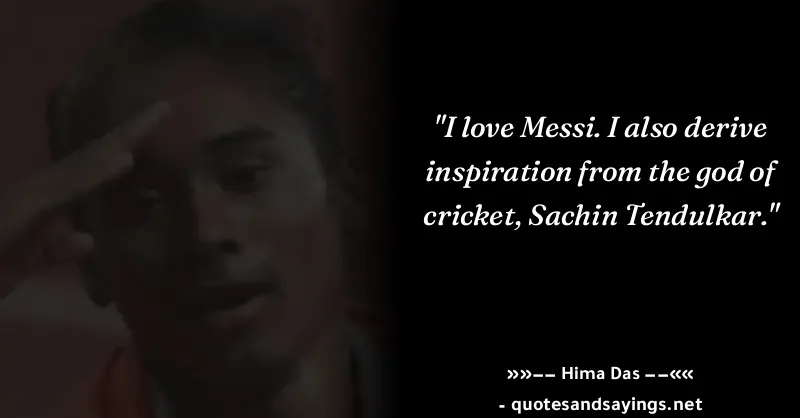 "I love Messi. I also derive
inspiration from the god of
cricket, Sachin Tendulkar."
»»–– Hima Das ––««
- quotesandsayings.net